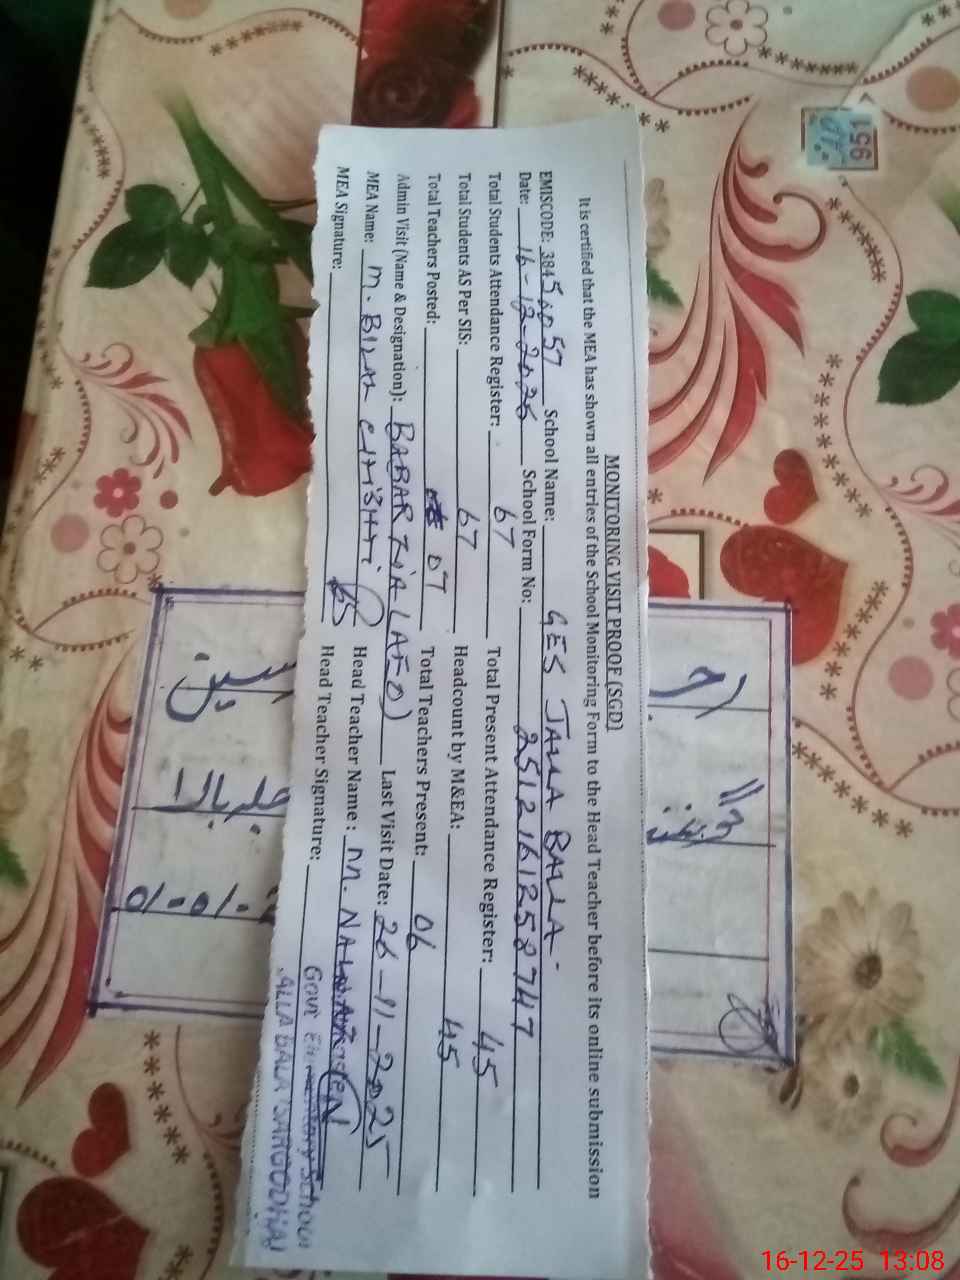 MONITORING VISIT PROOF (SGD)
It is certified that the MEA has shown all entries of the School Monitoring Form to the Head Teacher before its online submission
EMISCODE: 38456057 School Name: GES JALLA BALLA.
Date: 16-12-2025 School Form No: 2512161258747
Total Students Attendance Register: 67 Total Present Attendance Register: 45
Total Students AS Per SIS: 67 Headcount by M&EA: 45
Total Teachers Posted: 07 Total Teachers Present: 06
Admin Visit (Name & Designation): BABAR ZIA (AEO) Last Visit Date: 26-11-2025
MEA Name: M. BILAL CHISHTI Head Teacher Name: M.
MEA Signature: Head Teacher Signature:
GOVT Elementary School
JALLA BALA (SARGODHA)
951
16-12-25 13:08